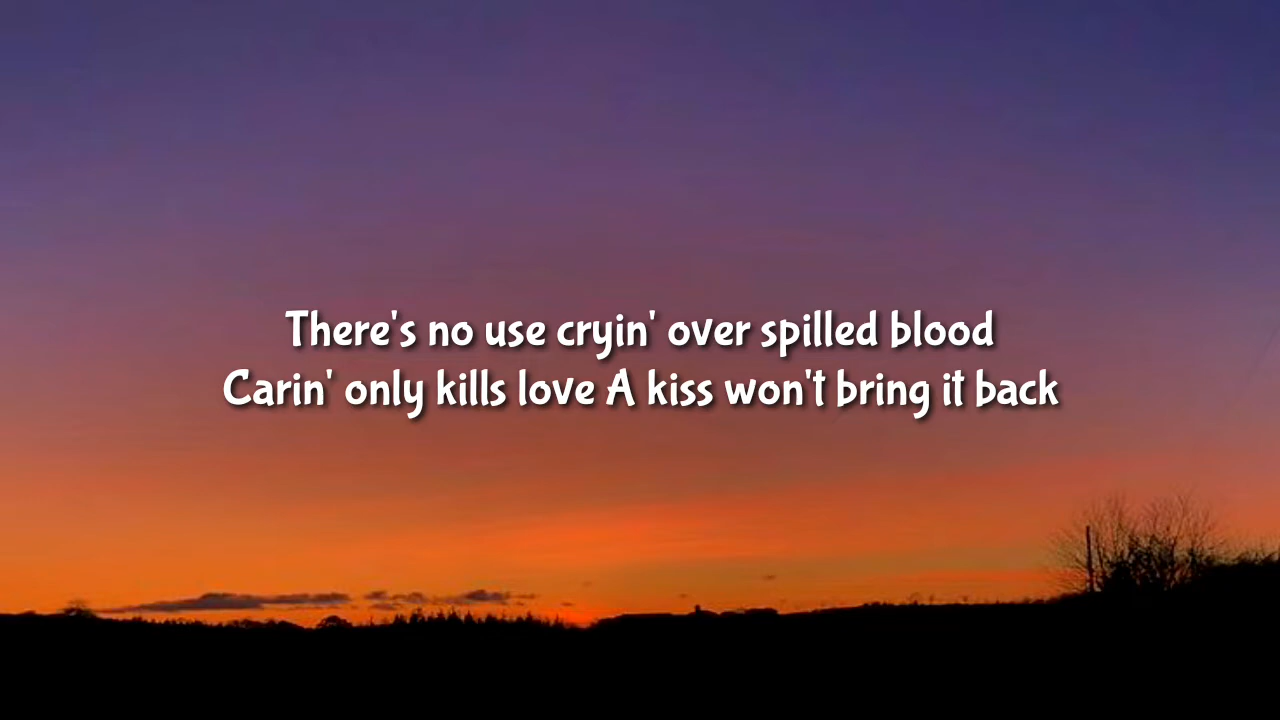 There's no use cryin' over spilled blood
Carin' only kills love A kiss won't bring it back